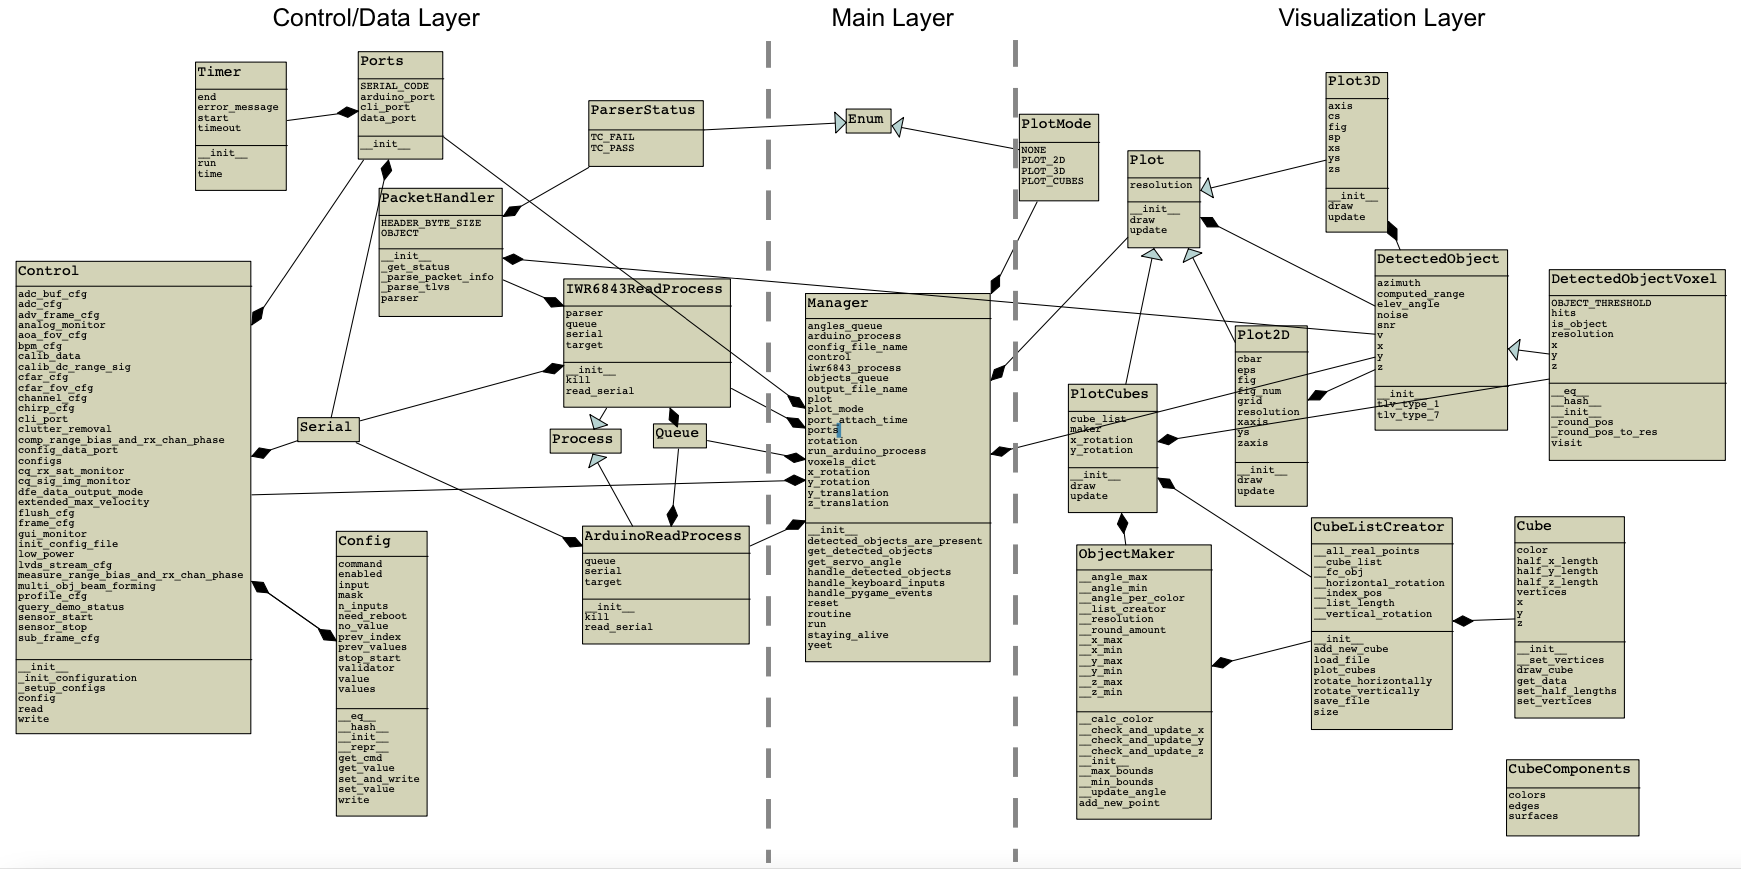 Control/Data Layer
Main Layer
Visualization Layer
Timer
end
error_message
start
timeout
__init__
run
time
Ports
SERIAL_CODE
arduino_port
cli_port
data_port
__init__
ParserStatus
TC_FAIL
TC_PASS
PacketHandler
HEADER_BYTE_SIZE
OBJECT
__init__
_get_status
_parse_packet_info
_parse_tlvs
parser
Control
adc_buf_cfg
adc_cfg
adv_frame_cfg
analog_monitor
aoa_fov_cfg
bpm_cfg
calib_data
calib_dc_range_sig
cfar_cfg
cfar_fov_cfg
channel_cfg
chirp_cfg
cli_port
clutter_removal
comp_range_bias_and_rx_chan_phase
config_data_port
configs
cq_rx_sat_monitor
cq_sig_img_monitor
dfe_data_output_mode
extended_max_velocity
flush_cfg
frame_cfg
gui_monitor
init_config_file
low_power
lvds_stream_cfg
measure_range_bias_and_rx_chan_phase
multi_obj_beam_forming
profile_cfg
query_demo_status
sensor_start
sensor_stop
sub_frame_cfg
__init__
_init_configuration
_setup_configs
config
read
write
IWR6843ReadProcess
parser
queue
serial
target
__init__
kill
read_serial
Serial
Process
Queue
ArduinoReadProcess
queue
serial
target
__init__
kill
read_serial
Config
command
enabled
input
mask
n_inputs
need_reboot
no_value
prev_index
prev_values
stop_start
validator
value
values
__eq__
__hash__
__init__
__repr__
get_cmd
get_value
set_and_write
set_value
write
Enum
Manager
angles_queue
arduino_process
config_file_name
control
iwr6843_process
objects_queue
output_file_name
plot
plot_mode
port_attach_time
ports
rotation
run_arduino_process
voxels_dict
x_rotation
y_rotation
y_translation
z_translation
__init__
detected_objects_are_present
get_detected_objects
get_servo_angle
handle_detected_objects
handle_keyboard_inputs
handle_pygame_events
reset
routine
run
staying_alive
yeet
PlotMode
NONE
PLOT_2D
PLOT_3D
PLOT_CUBES
Plot
resolution
__init__
draw
update
Plot3D
axis
cs
fig
sp
xs
ys
zs
__init__
draw
update
DetectedObject
azimuth
computed_range
elev_angle
noise
snr
v
x
y
z
__init__
tlv_type_1
tlv_type_7
DetectedObjectVoxel
OBJECT_THRESHOLD
hits
is_object
resolution
x
y
z
__eq__
__hash__
__init__
_round_pos
_round_pos_to_res
visit
Plot2D
cbar
eps
fig
fig_num
grid
resolution
xaxis
ys
zaxis
__init__
draw
update
PlotCubes
cube_list
maker
x_rotation
y_rotation
__init__
draw
update
ObjectMaker
__angle_max
__angle_min
__angle_per_color
__list_creator
__resolution
__round_amount
__x_max
__x_min
__y_max
__y_min
__z_max
__z_min
__calc_color
__check_and_update_x
__check_and_update_y
__check_and_update_z
__init__
__max_bounds
__min_bounds
__update_angle
add_new_point
CubeListCreator
__all_real_points
__cube_list
__fc_obj
__horizontal_rotation
__index_pos
__list_length
__vertical_rotation
__init__
add_new_cube
load_file
plot_cubes
rotate_horizontally
rotate_vertically
save_file
size
Cube
color
half_x_length
half_y_length
half_z_length
vertices
x
y
z
__init__
__set_vertices
draw_cube
get_data
set_half_lengths
set_vertices
CubeComponents
colors
edges
surfaces